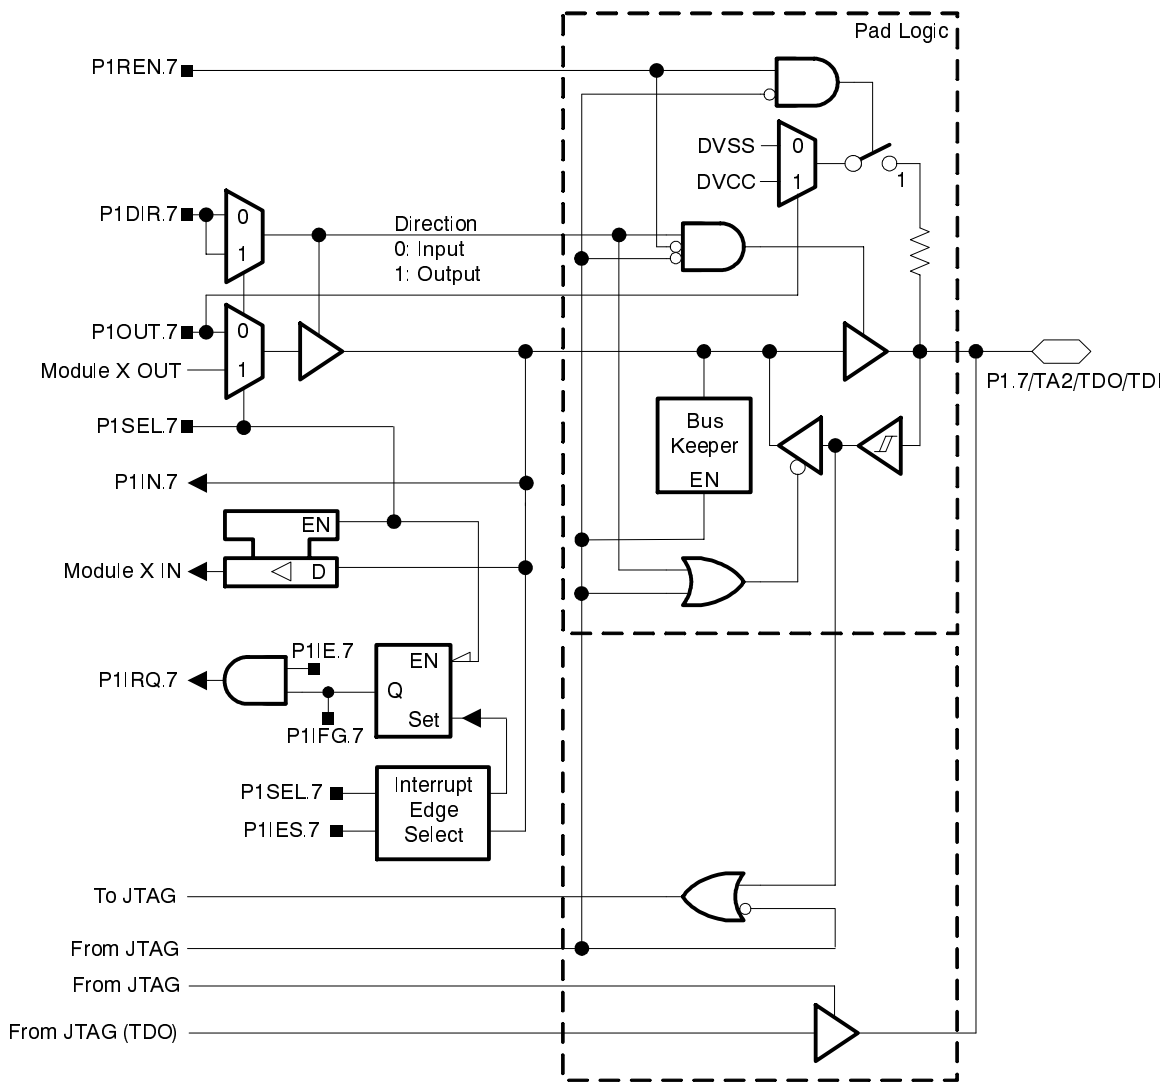 Pad Logic
P1REN.7
DVSS
0
DVCC
1
1
P1DIR.7
0
1
Direction
0: Input
1: Output
P1OUT.7
0
Module X OUT
1
P1.7/TA2/TDO/TDI
P1SEL.7
Bus
Keeper
EN
P1IN.7
EN
Module X IN
D
P1IE.7
EN
P1IRQ.7
Q
Set
P1IFG.7
P1SEL.7
Interrupt
Edge
Select
P1IES.7
To JTAG
From JTAG
From JTAG
From JTAG (TDO)